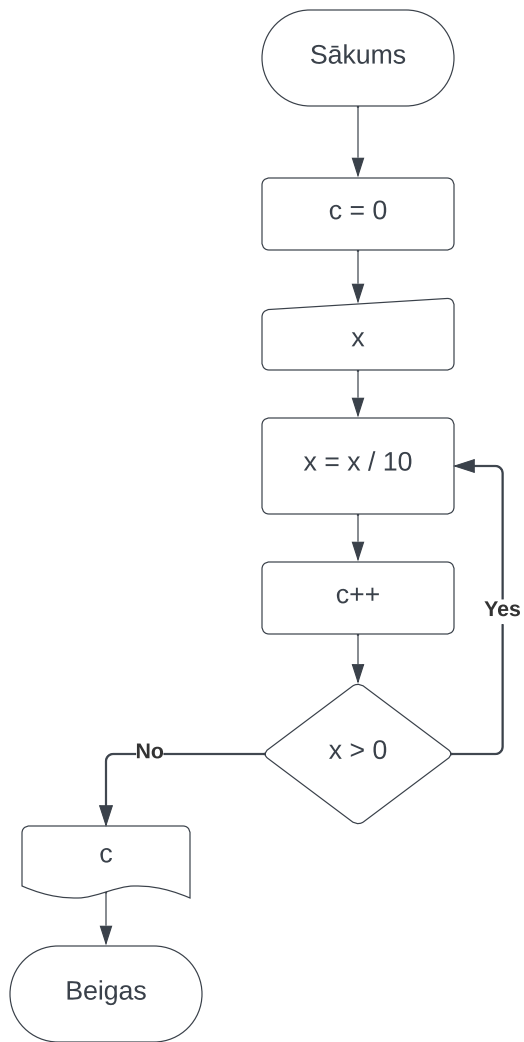 Sākums
c = 0
x
x = x / 10
c++
Yes
x > 0
No
c
Beigas